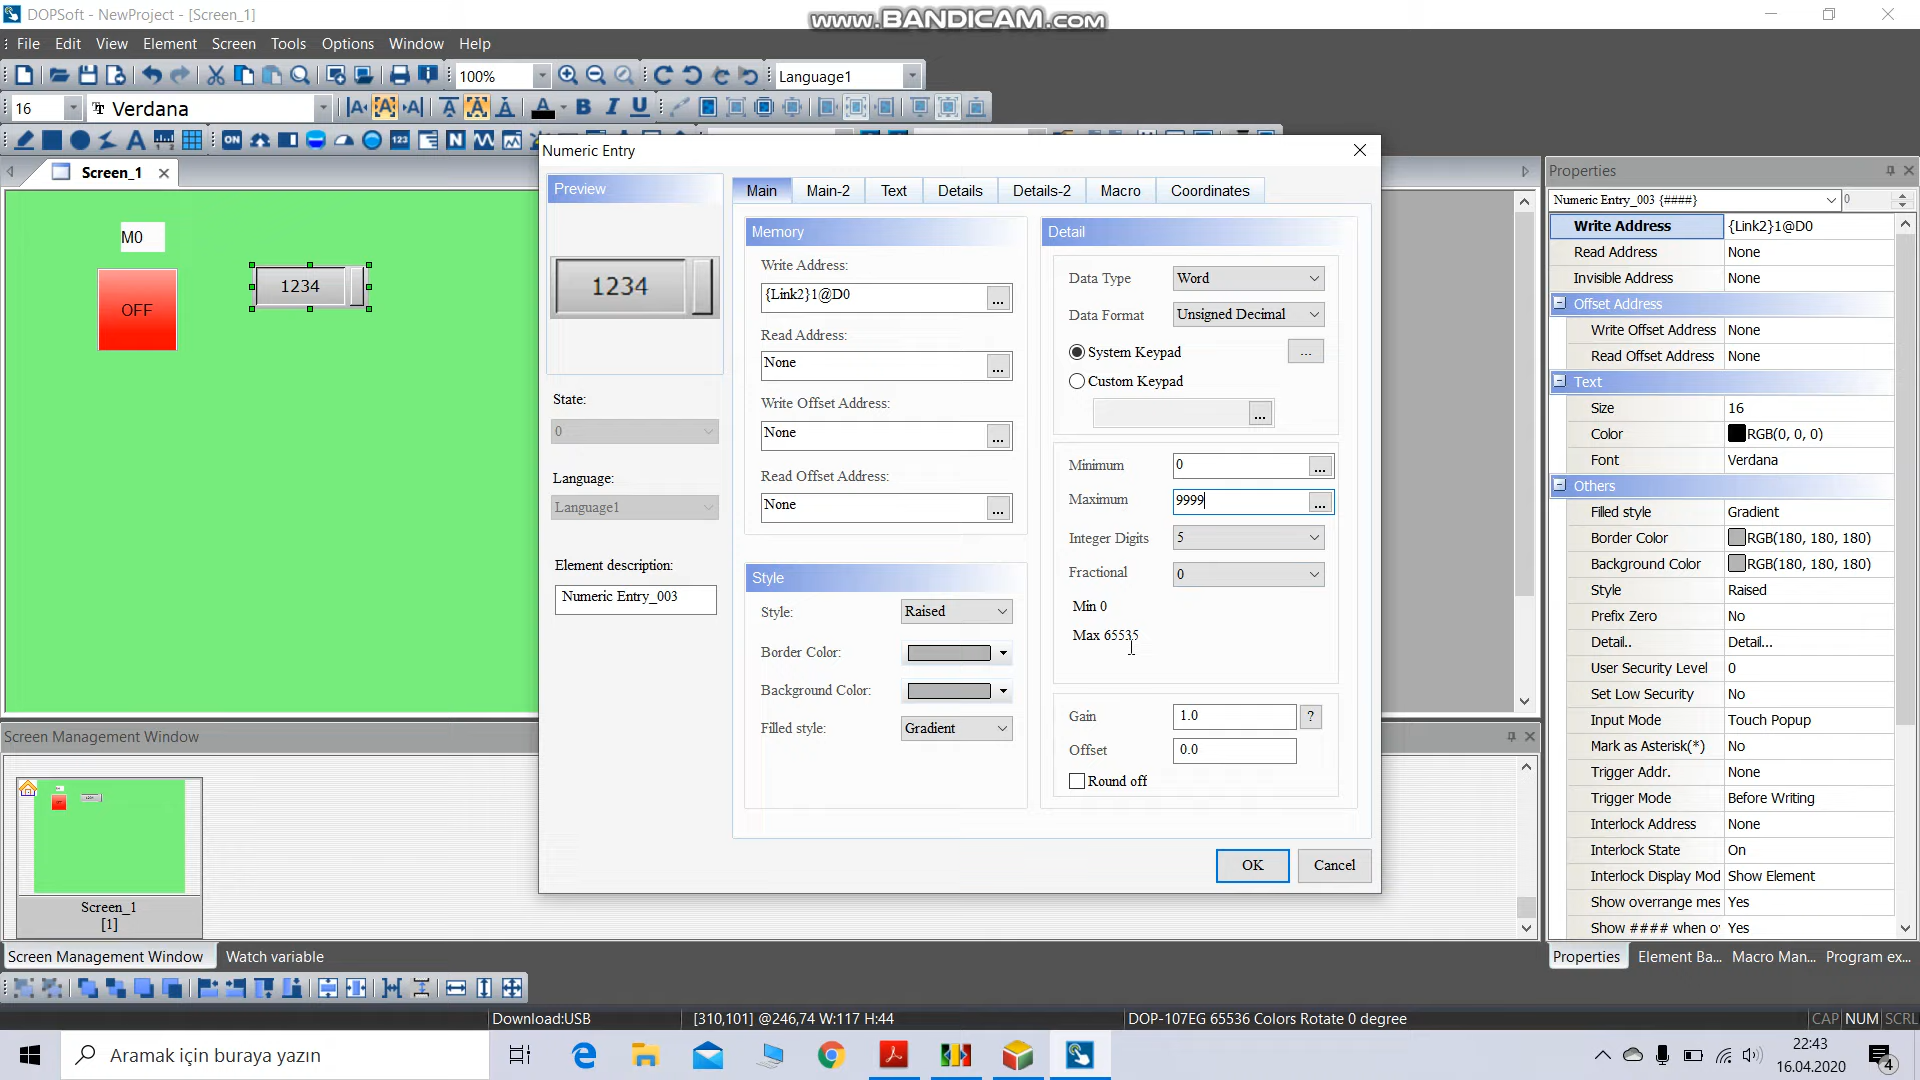 DOPSoft - NewProject - [Screen_1]
www.BANDICAM.com
File Edit View Element Screen Tools Options Window Help
100%
Language1
16
Verdana
Screen_1
M0
OFF
1234
Numeric Entry
Preview
1234
State:
0
Language:
Language1
Element description:
Numeric Entry_003
Main Main-2 Text Details Details-2 Macro Coordinates
Memory
Write Address:
{Link2}1@D0
Read Address:
None
Write Offset Address:
None
Read Offset Address:
None
Style
Style: Raised
Border Color:
Background Color:
Filled style: Gradient
Detail
Data Type Word
Data Format Unsigned Decimal
System Keypad
Custom Keypad
Minimum 0
Maximum 9999
Integer Digits 5
Fractional 0
Min 0
Max 65535
Gain 1.0 ?
Offset 0.0
Round off
OK Cancel
Properties
Numeric Entry_003 {####} 0
Write Address {Link2}1@D0
Read Address None
Invisible Address None
Offset Address
Write Offset Address None
Read Offset Address None
Text
Size 16
Color RGB(0, 0, 0)
Font Verdana
Others
Filled style Gradient
Border Color RGB(180, 180, 180)
Background Color RGB(180, 180, 180)
Style Raised
Prefix Zero No
Detail.. Detail...
User Security Level 0
Set Low Security No
Input Mode Touch Popup
Mark as Asterisk(*) No
Trigger Addr. None
Trigger Mode Before Writing
Interlock Address None
Interlock State On
Interlock Display Mod Show Element
Show overrange mes Yes
Show #### when o Yes
Properties Element Ba... Macro Man... Program ex...
Screen Management Window
Screen_1
[1]
Screen Management Window Watch variable
Download:USB [310,101] @246,74 W:117 H:44 DOP-107EG 65536 Colors Rotate 0 degree CAP NUM SCRL
Aramak için buraya yazın
22:43
16.04.2020
4